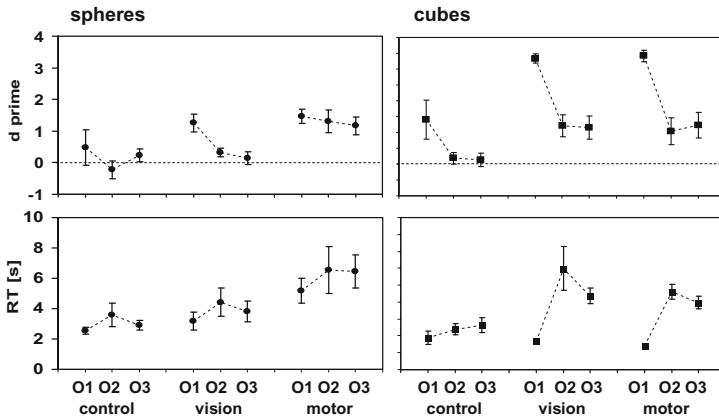 spheres cubes
d prime
4
3
2
1
0
-1
RT [s]
10
8
6
4
2
0
O1 O2 O3 O1 O2 O3 O1 O2 O3 O1 O2 O3 O1 O2 O3 O1 O2 O3
control vision motor control vision motor